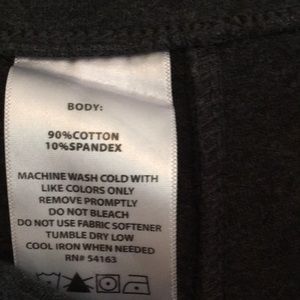 BODY:
90%COTTON
10%SPANDEX
MACHINE WASH COLD WITH
LIKE COLORS ONLY
REMOVE PROMPTLY
DO NOT BLEACH
DO NOT USE FABRIC SOFTENER
TUMBLE DRY LOW
COOL IRON WHEN NEEDED
RN# 54163